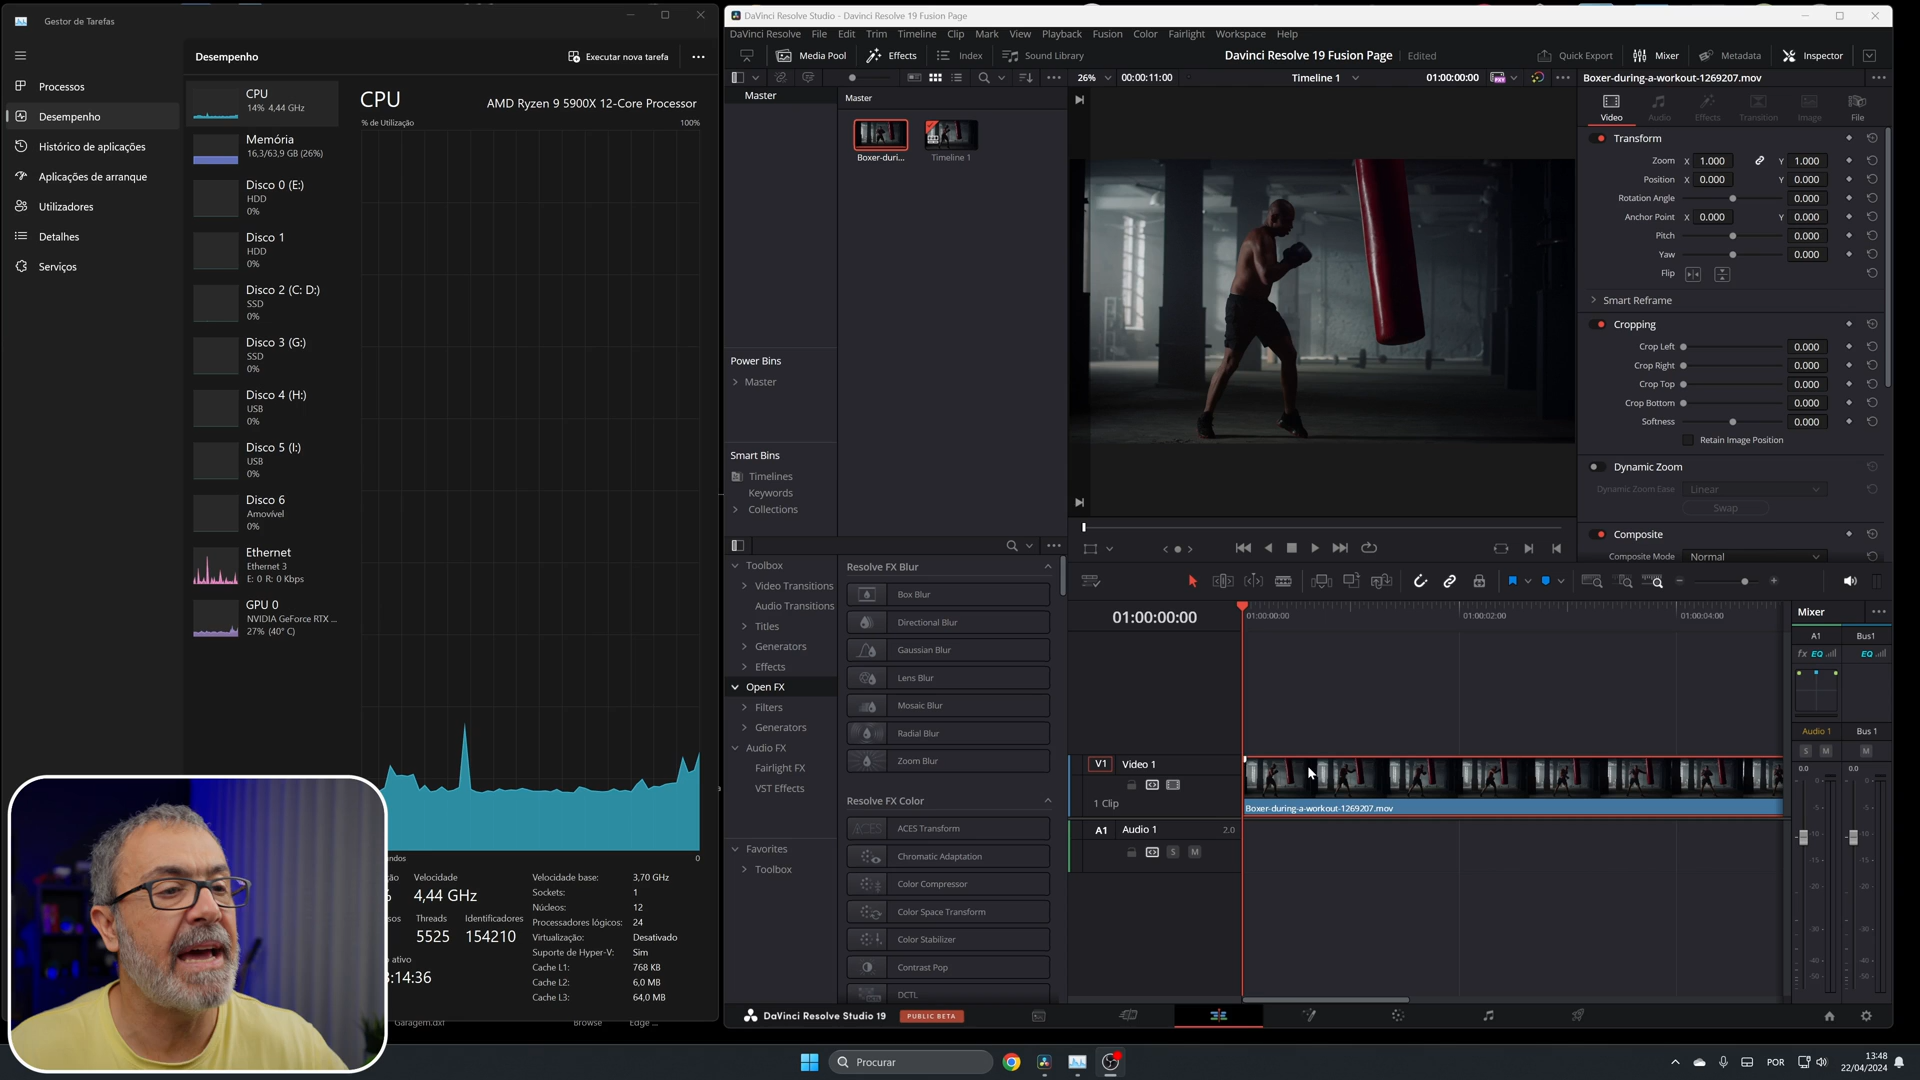 Gestor de Tarefas
Desempenho
Executar nova tarefa
Processos
Desempenho
Histórico de aplicações
Aplicações de arranque
Utilizadores
Detalhes
Serviços
CPU
14% 4,44 GHz
Memória
16,3/63,9 GB (26%)
Disco 0 (E:)
HDD
0%
Disco 1
HDD
0%
Disco 2 (C: D:)
SSD
0%
Disco 3 (G:)
SSD
0%
Disco 4 (H:)
USB
0%
Disco 5 (I:)
USB
0%
Disco 6
Amovível
0%
Ethernet
Ethernet 3
E: 0 R: 0 Kbps
GPU 0
NVIDIA GeForce RTX ...
27% (40° C)
CPU
AMD Ryzen 9 5900X 12-Core Processor
% de Utilização
100%
0
Velocidade
4,44 GHz
Threads
Identificadores
5525
154210
ativo
:14:36
Velocidade base: 3,70 GHz
Sockets: 1
Núcleos: 12
Processadores lógicos: 24
Virtualização: Desativado
Suporte de Hyper-V: Sim
Cache L1: 768 KB
Cache L2: 6,0 MB
Cache L3: 64,0 MB
Garagem.dxf
Browse
Edge ...
DaVinci Resolve Studio - Davinci Resolve 19 Fusion Page
DaVinci Resolve File Edit Trim Timeline Clip Mark View Playback Fusion Color Fairlight Workspace Help
Media Pool
Effects
Index
Sound Library
Davinci Resolve 19 Fusion Page
Edited
Quick Export
Mixer
Metadata
Inspector
26%
00:00:11:00
Timeline 1
01:00:00:00
Boxer-during-a-workout-1269207.mov
Master
Master
Boxer-duri...
Timeline 1
Power Bins
Master
Smart Bins
Timelines
Keywords
Collections
Video
Audio
Effects
Transition
Image
File
Transform
Zoom X 1.000 Y 1.000
Position X 0.000 Y 0.000
Rotation Angle 0.000
Anchor Point X 0.000 Y 0.000
Pitch 0.000
Yaw 0.000
Flip
Smart Reframe
Cropping
Crop Left 0.000
Crop Right 0.000
Crop Top 0.000
Crop Bottom 0.000
Softness 0.000
Retain Image Position
Dynamic Zoom
Dynamic Zoom Ease Linear
Swap
Composite
Composite Mode Normal
Toolbox
Video Transitions
Audio Transitions
Titles
Generators
Effects
Open FX
Filters
Generators
Audio FX
Fairlight FX
VST Effects
Favorites
Toolbox
Resolve FX Blur
Box Blur
Directional Blur
Gaussian Blur
Lens Blur
Mosaic Blur
Radial Blur
Zoom Blur
Resolve FX Color
ACES Transform
Chromatic Adaptation
Color Compressor
Color Space Transform
Color Stabilizer
Contrast Pop
DCTL
01:00:00:00
01:00:00:00
01:00:02:00
01:00:04:00
V1 Video 1
1 Clip
Boxer-during-a-workout-1269207.mov
A1 Audio 1 2.0
S M
Mixer
A1
Bus1
fx EQ
EQ
Audio 1
Bus 1
S M
M
0.0
0.0
DaVinci Resolve Studio 19
PUBLIC BETA
Procurar
POR
13:48
22/04/2024